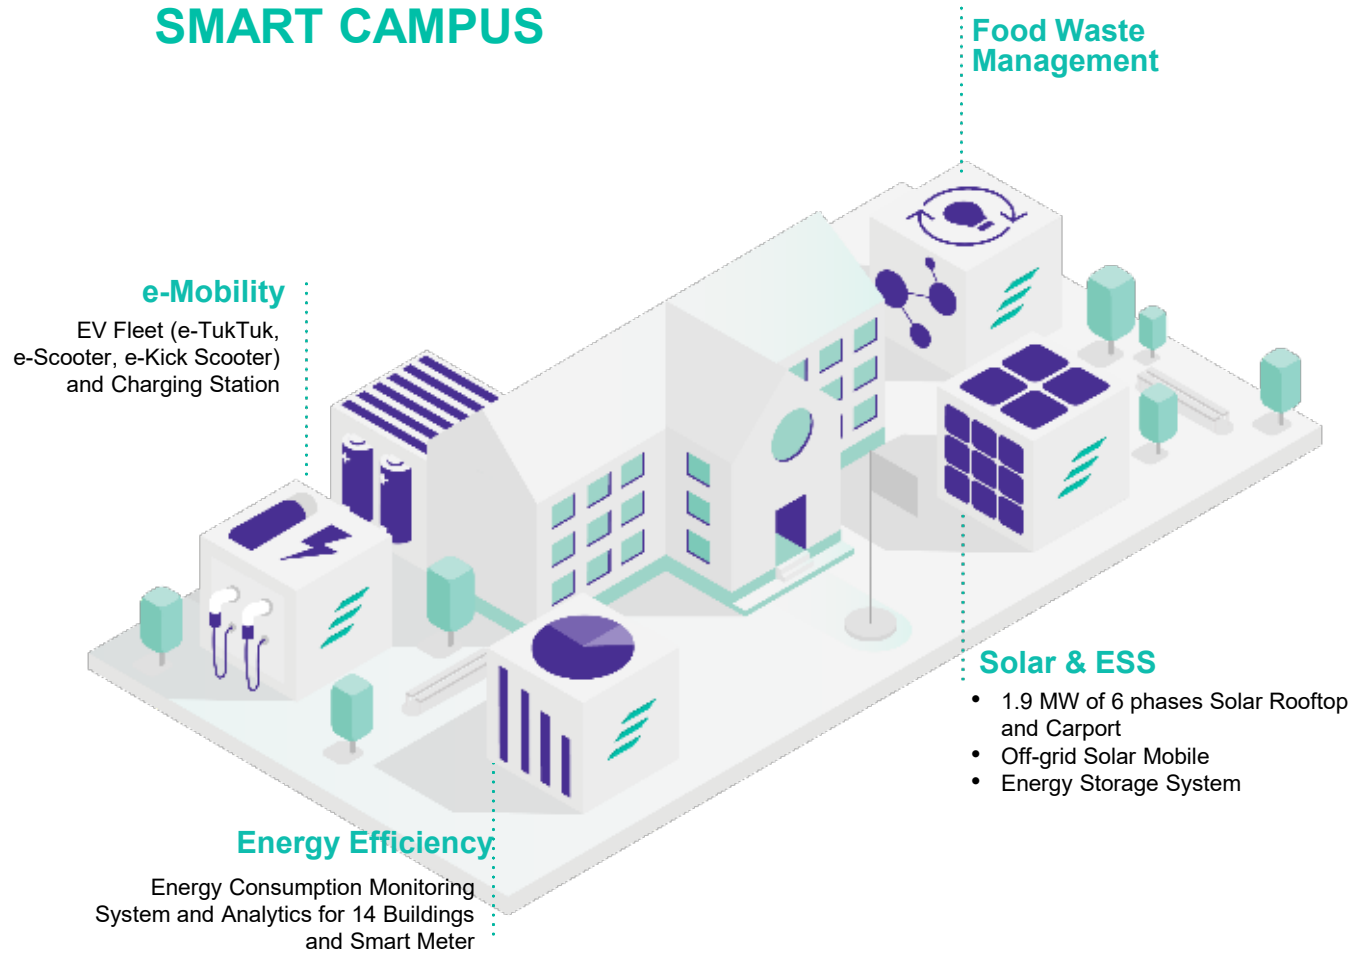 SMART CAMPUS
Food Waste
Management
e-Mobility
EV Fleet (e-TukTuk,
e-Scooter, e-Kick Scooter)
and Charging Station
Solar & ESS
• 1.9 MW of 6 phases Solar Rooftop
and Carport
• Off-grid Solar Mobile
• Energy Storage System
Energy Efficiency
Energy Consumption Monitoring
System and Analytics for 14 Buildings
and Smart Meter